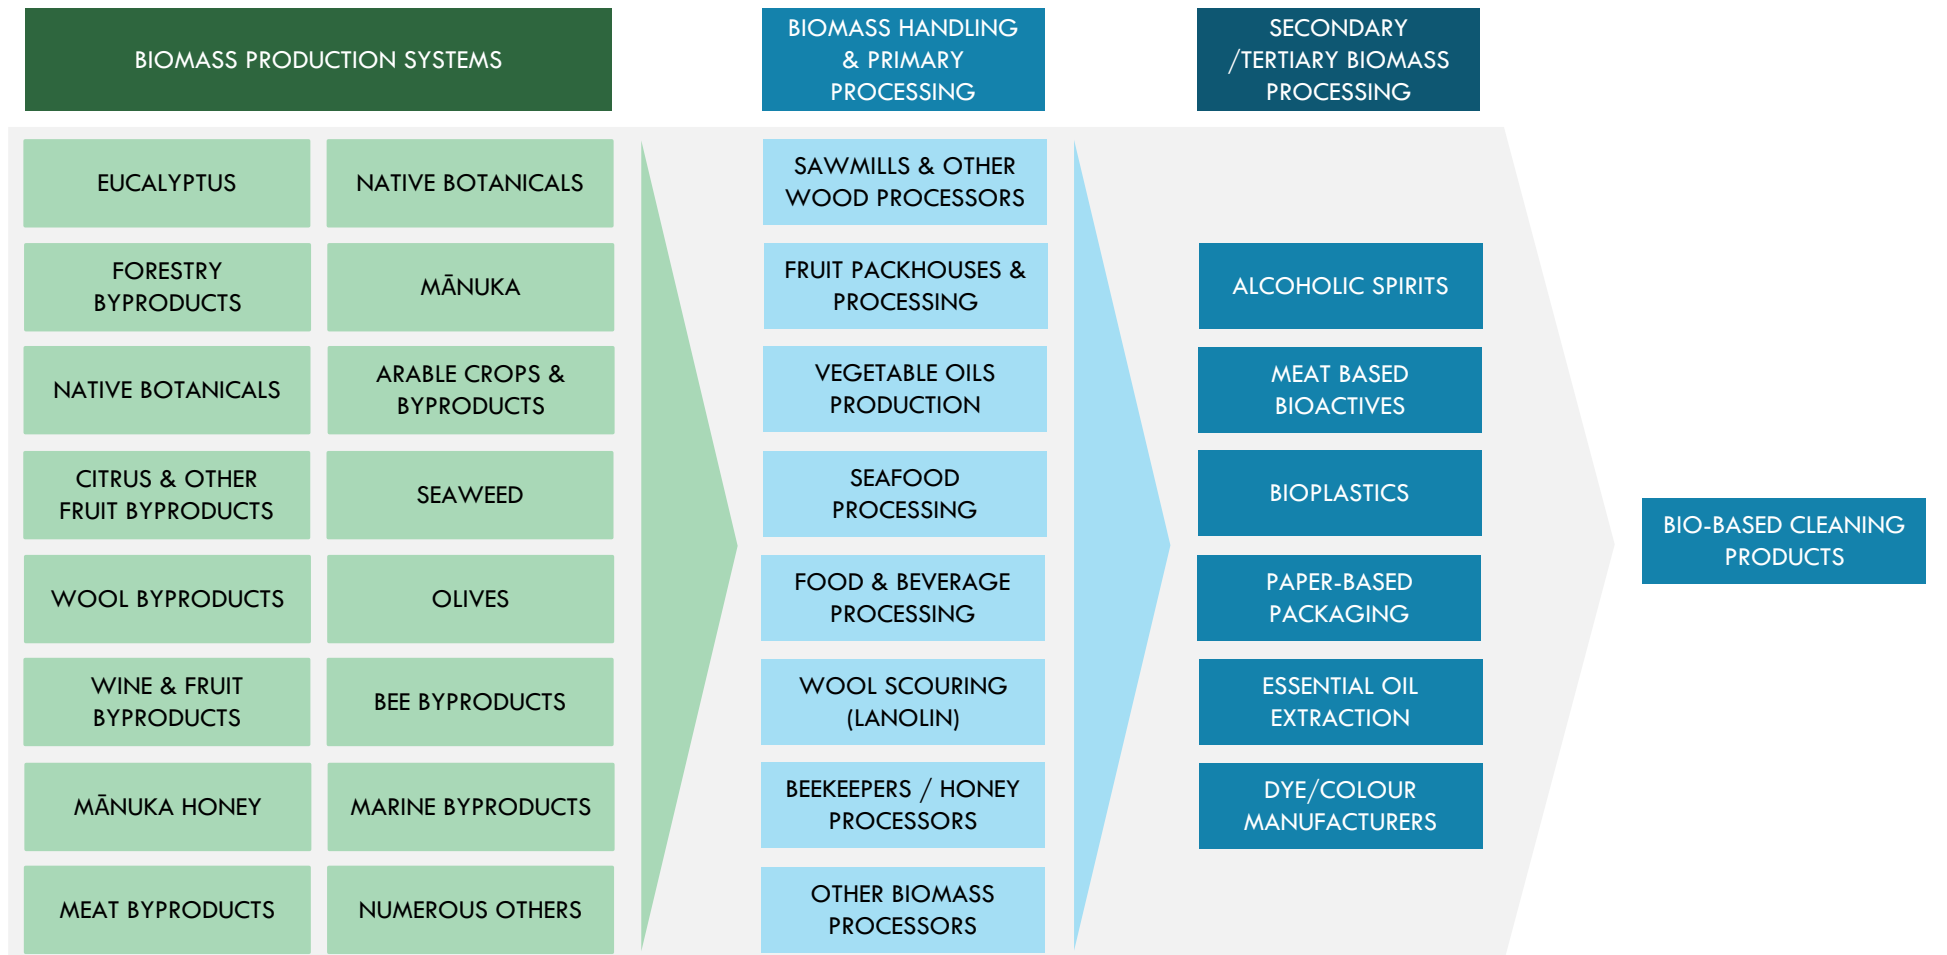 BIOMASS PRODUCTION SYSTEMS
BIOMASS HANDLING
& PRIMARY
PROCESSING
SECONDARY
/TERTIARY BIOMASS
PROCESSING
EUCALYPTUS
NATIVE BOTANICALS
FORESTRY
BYPRODUCTS
MĀNUKA
NATIVE BOTANICALS
ARABLE CROPS &
BYPRODUCTS
CITRUS & OTHER
FRUIT BYPRODUCTS
SEAWEED
WOOL BYPRODUCTS
OLIVES
WINE & FRUIT
BYPRODUCTS
BEE BYPRODUCTS
MĀNUKA HONEY
MARINE BYPRODUCTS
MEAT BYPRODUCTS
NUMEROUS OTHERS
SAWMILLS & OTHER
WOOD PROCESSORS
FRUIT PACKHOUSES &
PROCESSING
VEGETABLE OILS
PRODUCTION
SEAFOOD
PROCESSING
FOOD & BEVERAGE
PROCESSING
WOOL SCOURING
(LANOLIN)
BEEKEEPERS / HONEY
PROCESSORS
OTHER BIOMASS
PROCESSORS
ALCOHOLIC SPIRITS
MEAT BASED
BIOACTIVES
BIOPLASTICS
PAPER-BASED
PACKAGING
ESSENTIAL OIL
EXTRACTION
DYE/COLOUR
MANUFACTURERS
BIO-BASED CLEANING
PRODUCTS